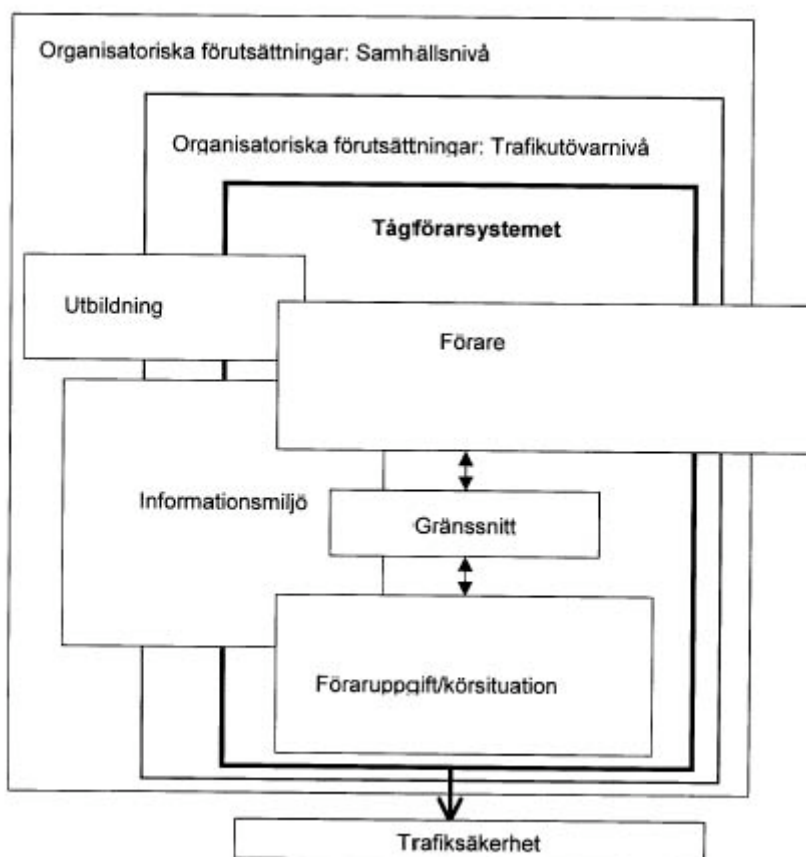 Organisatoriska förutsättningar: Samhällsnivå
Organisatoriska förutsättningar: Trafikutövarnivå
Tågförarsystemet
Utbildning
Förare
Informationsmiljö
Gränssnitt
Föraruppgift/körsituation
Trafiksäkerhet